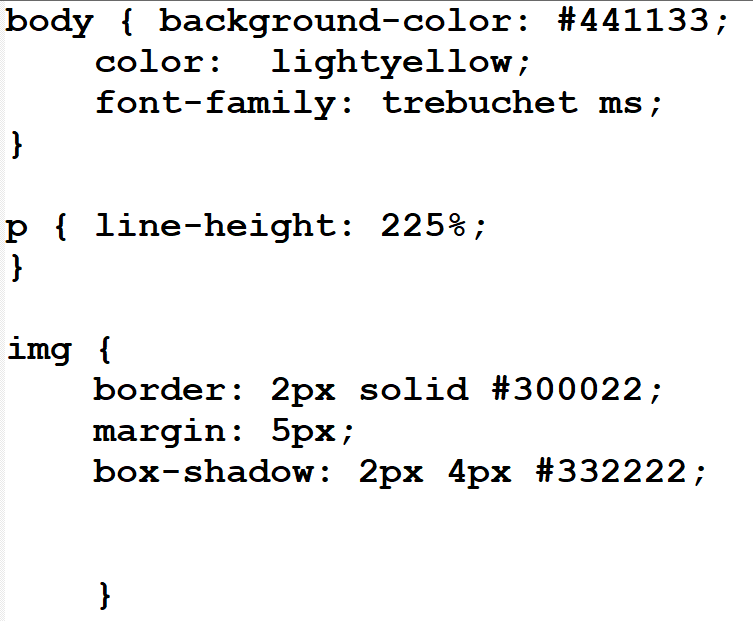 body { background-color: #441133;
color:  lightyellow;
font-family: trebuchet ms;
}
p { line-height: 225%;
}
img {
border: 2px solid #300022;
margin: 5px;
box-shadow: 2px 4px #332222;
}